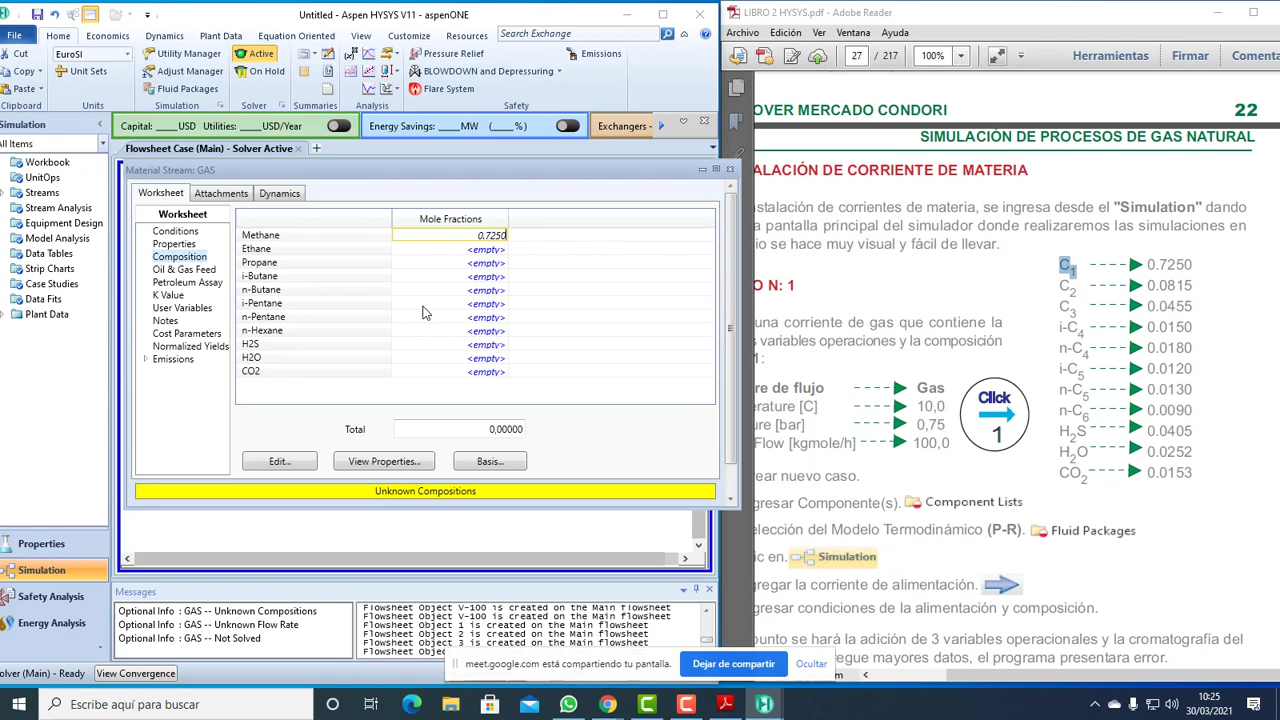 Untitled - Aspen HYSYS V11 - aspenONE
File
Home
Economics
Dynamics
Plant Data
Equation Oriented
View
Customize
Resources
Search Exchange
Cut
Copy
Paste
Clipboard
EuroSI
Unit Sets
Units
Utility Manager
Adjust Manager
Fluid Packages
Simulation
Active
On Hold
Solver
Summaries
Analysis
Pressure Relief
BLOWDOWN and Depressuring
Flare System
Safety
Emissions
Simulation
Capital: ____USD Utilities: ____USD/Year
Energy Savings: ____MW (____%)
Exchangers -
All Items
Flowsheet Case (Main) - Solver Active
Workbook
UnitOps
Streams
Stream Analysis
Equipment Design
Model Analysis
Data Tables
Strip Charts
Case Studies
Data Fits
Plant Data
Material Stream: GAS
Worksheet
Attachments
Dynamics
Worksheet
Conditions
Properties
Composition
Oil & Gas Feed
Petroleum Assay
K Value
User Variables
Notes
Cost Parameters
Normalized Yields
Emissions
Mole Fractions
Methane 0.7250
Ethane <empty>
Propane <empty>
i-Butane <empty>
n-Butane <empty>
i-Pentane <empty>
n-Pentane <empty>
n-Hexane <empty>
H2S <empty>
H2O <empty>
CO2 <empty>
Total 0,00000
Edit...
View Properties...
Basis...
Unknown Compositions
Properties
Simulation
Safety Analysis
Energy Analysis
Messages
Optional Info : GAS -- Unknown Compositions
Optional Info : GAS -- Unknown Flow Rate
Optional Info : GAS -- Not Solved
Flowsheet Object V-100 is created on the Main flowsheet
Flowsheet Object V-100 is created on the Main flowsheet
Flowsheet Object 1 is created on the Main flowsheet
Flowsheet Object 2 is created on the Main flowsheet
Flowsheet Object 3 is created on the Main flowsheet
Solver (Main) - Ready
View Convergence
meet.google.com está compartiendo tu pantalla.
Dejar de compartir
Ocultar
LIBRO 2 HYSYS.pdf - Adobe Reader
Archivo
Edición
Ver
Ventana
Ayuda
27 / 217
100%
Herramientas
Firmar
Comenta
OVER MERCADO CONDORI
22
SIMULACIÓN DE PROCESOS DE GAS NATURAL
ALACIÓN DE CORRIENTE DE MATERIA
nstalación de corrientes de materia, se ingresa desde el "Simulation" dando
a pantalla principal del simulador donde realizaremos las simulaciones en
io se hace muy visual y fácil de llevar.
O N: 1
una corriente de gas que contiene la
s variables operaciones y la composición
1:
re de flujo Gas
erature [C] 10,0
ure [bar] 0,75
Flow [kgmole/h] 100,0
Cllck
1
C1 0.7250
C2 0.0815
C3 0.0455
i-C4 0.0150
n-C4 0.0180
i-C5 0.0120
n-C5 0.0130
n-C6 0.0090
H2S 0.0405
H2O 0.0252
CO2 0.0153
rear nuevo caso.
gresar Componente(s). Component Lists
elección del Modelo Termodinámico (P-R). Fluid Packages
ic en. Simulation
gregar la corriente de alimentación.
gresar condiciones de la alimentación y composición.
punto se hará la adición de 3 variables operacionales y la cromatografía del
egue mayores datos, el programa presentara error.
Escribe aquí para buscar
10:25
30/03/2021